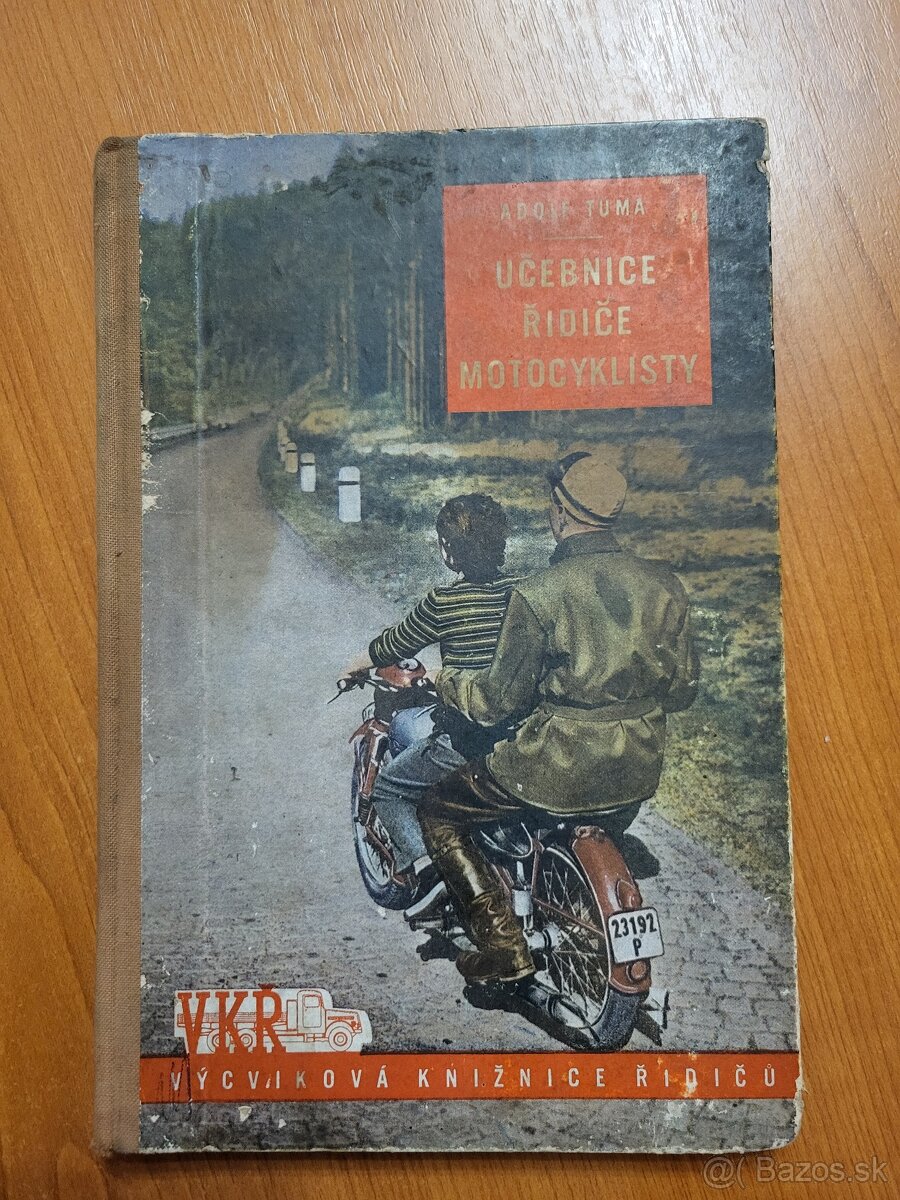 ADOLF TŮMA
UČEBNICE
ŘIDIČE
MOTOCYKLISTY
23192
P
VKŘ
VÝCVIKOVÁ KNIŽNICE ŘIDIČŮ
@( Bazos.sk